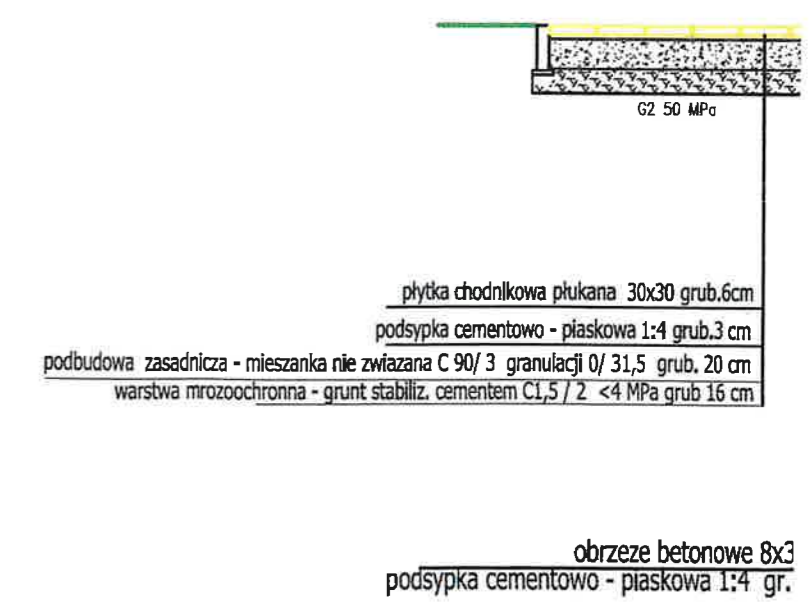 G2 50 MPa
płytka chodnikowa płukana 30x30 grub.6cm
podsypka cementowo - piaskowa 1:4 grub.3 cm
podbudowa zasadnicza - mieszanka nie zwiazana C 90/ 3 granulacji 0/ 31,5 grub. 20 cm
warstwa mrozoochronna - grunt stabiliz. cementem C1,5 / 2 <4 MPa grub 16 cm
obrzeze betonowe 8x3
podsypka cementowo - piaskowa 1:4 gr.